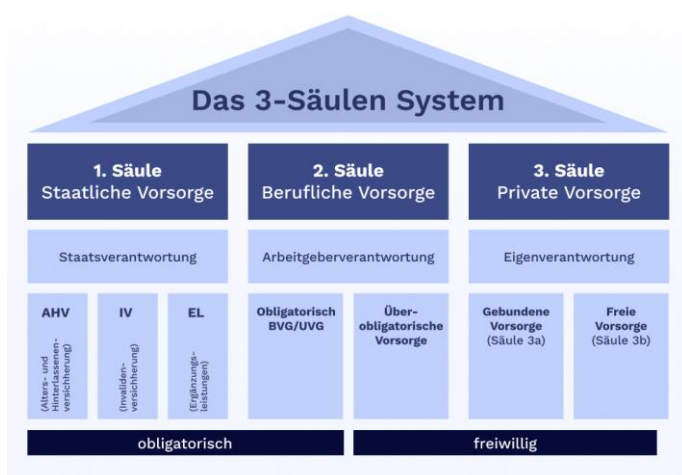 Das 3-Säulen System
1. Säule
Staatliche Vorsorge
2. Säule
Berufliche Vorsorge
3. Säule
Private Vorsorge
Staatsverantwortung
Arbeitgeberverantwortung
Eigenverantwortung
AHV
(Alters- und
Hinterlassenen-
versichherung)
IV
(Invaliden-
versichherung)
EL
(Ergänzungs-
leistungen)
Obligatorisch
BVG/UVG
Über-
obligatorische
Vorsorge
Gebundene
Vorsorge
(Säule 3a)
Freie
Vorsorge
(Säule 3b)
obligatorisch
freiwillig